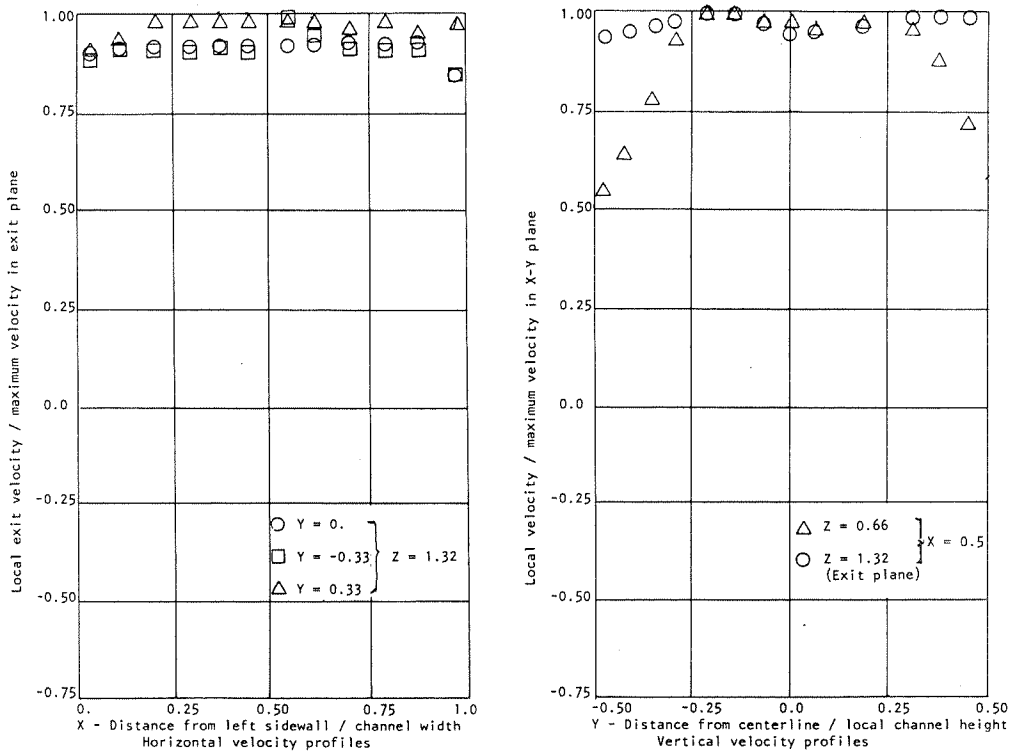 Local exit velocity / maximum velocity in exit plane
1.00
0.75
0.50
0.25
0.0
-0.25
-0.50
-0.75
Y = 0.
Y = -0.33
Y = 0.33
Z = 1.32
0.
0.25
0.50
0.75
1.0
X - Distance from left sidewall / channel width
Horizontal velocity profiles
Local velocity / maximum velocity in X-Y plane
1.00
0.75
0.50
0.25
0.0
-0.25
-0.50
-0.75
Z = 0.66
Z = 1.32
(Exit plane)
X = 0.5
-0.50
-0.25
0.0
0.25
0.50
Y - Distance from centerline / local channel height
Vertical velocity profiles